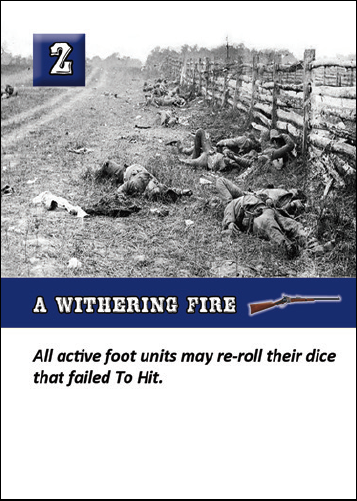 2
A WITHERING FIRE
All active foot units may re-roll their dice
that failed To Hit.